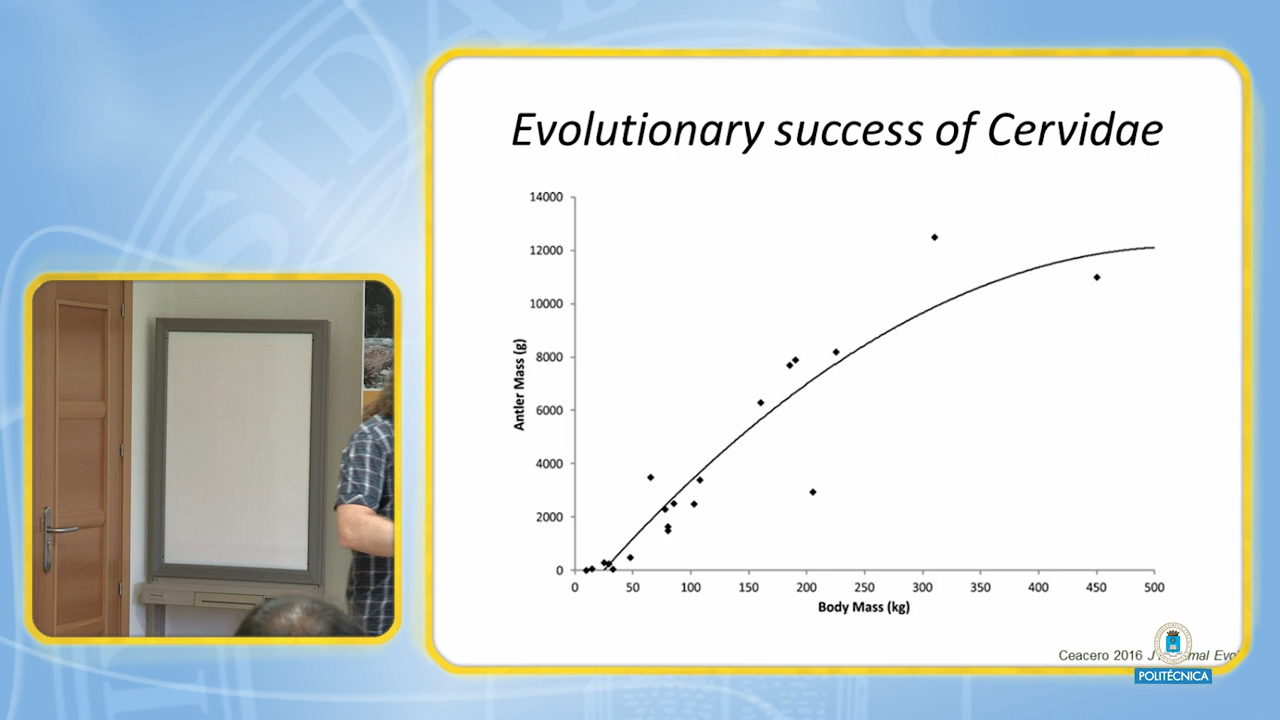 Evolutionary success of Cervidae
14000
12000
10000
8000
6000
4000
2000
0
Antler Mass (g)
0 50 100 150 200 250 300 350 400 450 500
Body Mass (kg)
Ceacero 2016 J
POLITÉCNICA